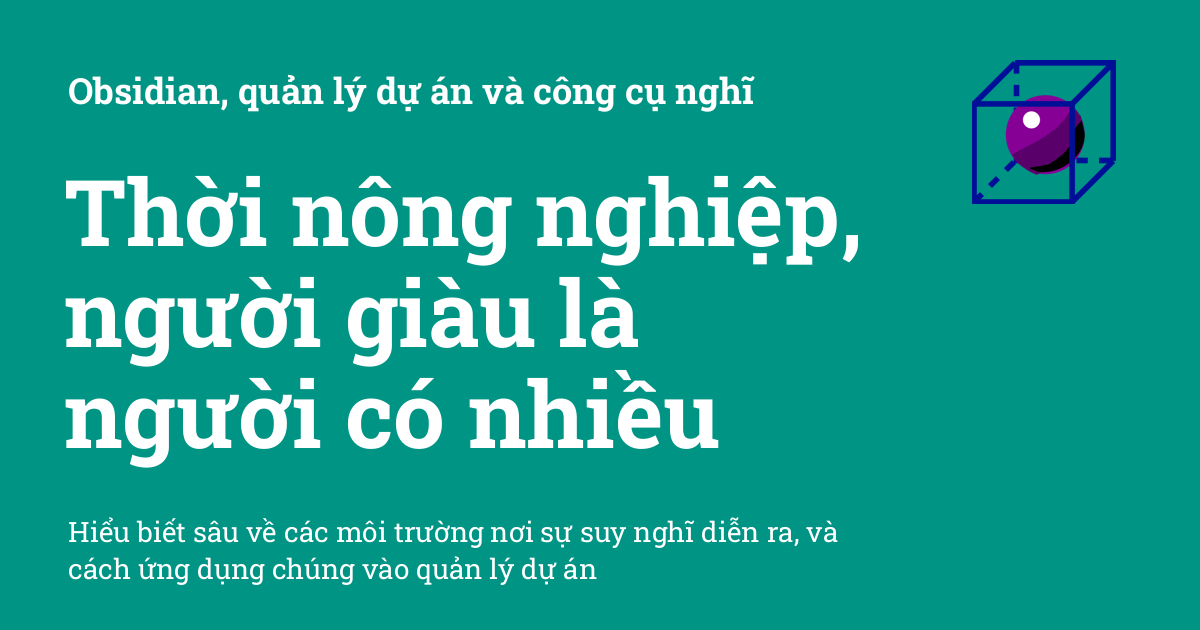 Obsidian, quản lý dự án và công cụ nghĩ
Thời nông nghiệp,
người giàu là
người có nhiều
Hiểu biết sâu về các môi trường nơi sự suy nghĩ diễn ra, và
cách ứng dụng chúng vào quản lý dự án